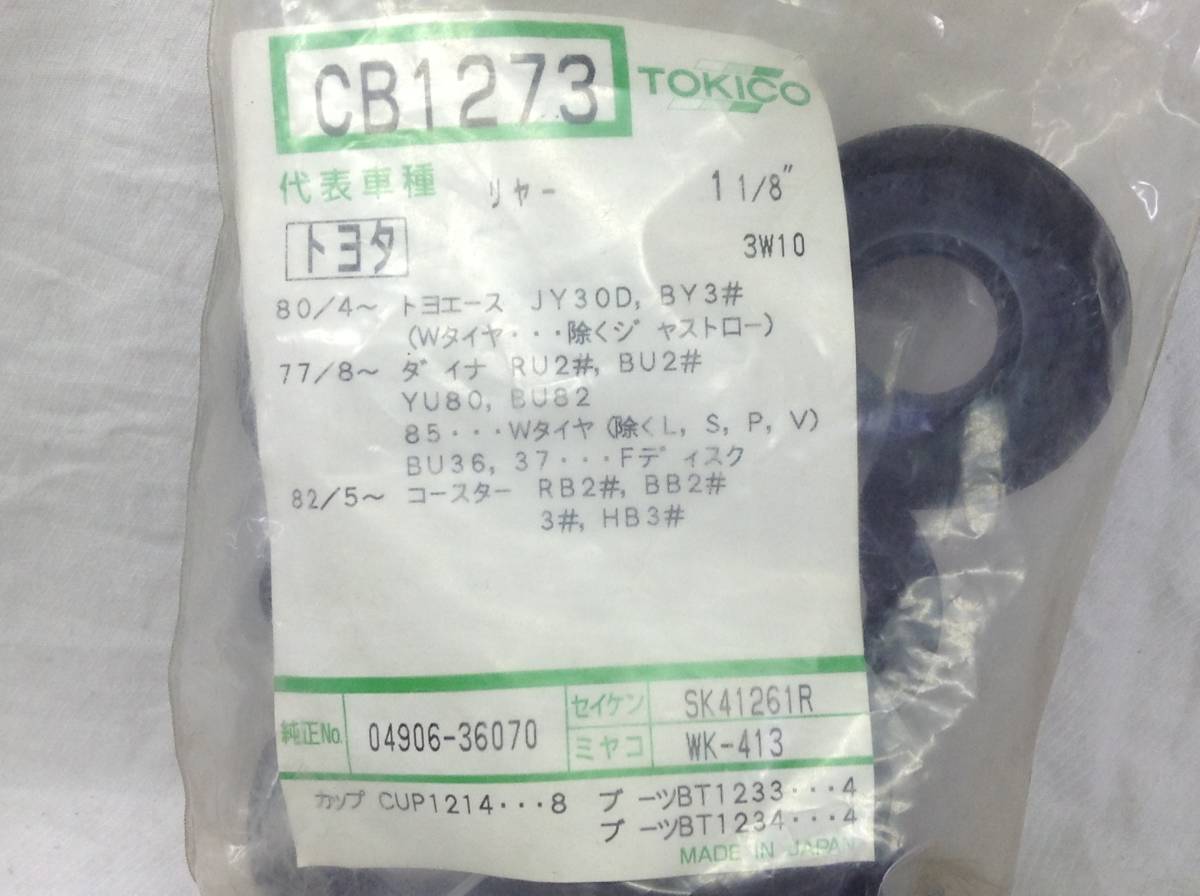 CB1273 TOKICO
代表車種 リヤー 1 1/8"
トヨタ 3W10
80/4~ トヨエース JY30D, BY3#
(Wタイヤ・・・除くジャストロー)
77/8~ ダイナ RU2#, BU2#
YU80, BU82
85・・・Wタイヤ(除くL, S, P, V)
BU36, 37・・・Fディスク
82/5~ コースター RB2#, BB2#
3#, HB3#
純正No. 04906-36070 セイケン SK41261R
ミヤコ WK-413
カップ CUP1214・・・8 ブーツBT1233・・・4
ブーツBT1234・・・4
MADE IN JAPAN